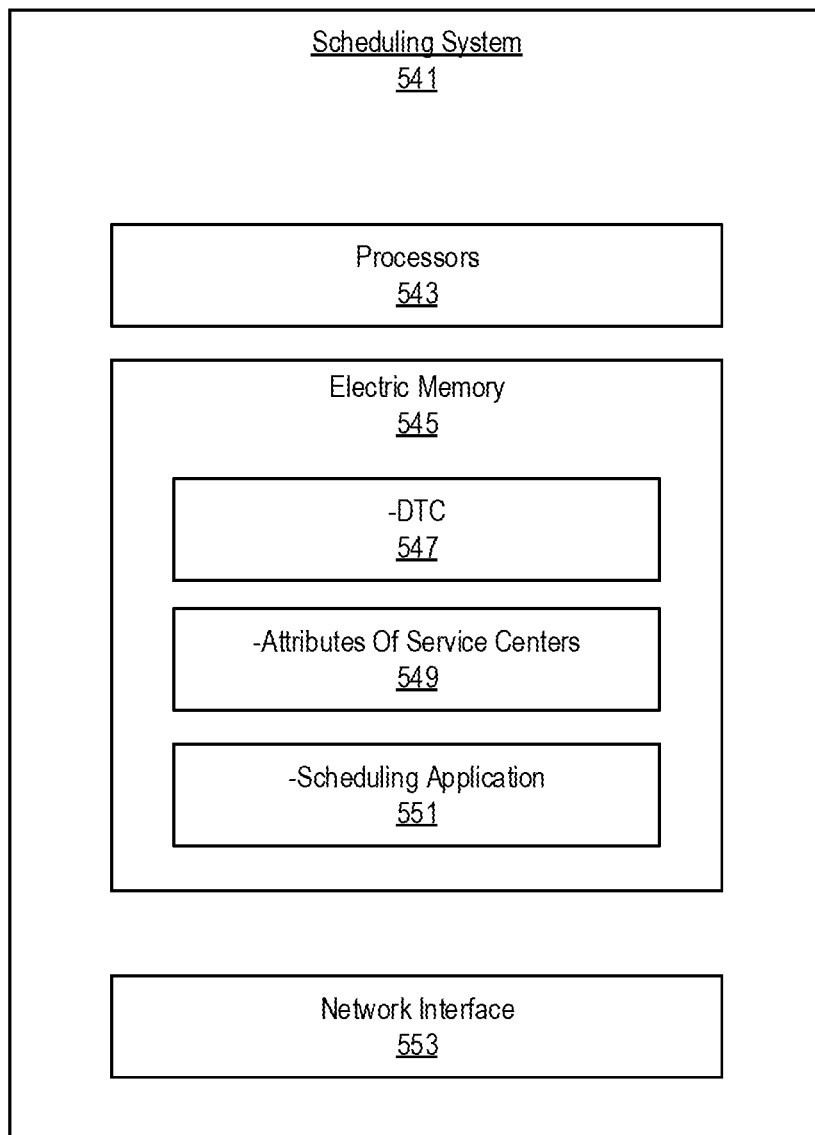 Scheduling System
541
Processors
543
Electric Memory
545
-DTC
547
-Attributes Of Service Centers
549
-Scheduling Application
551
Network Interface
553